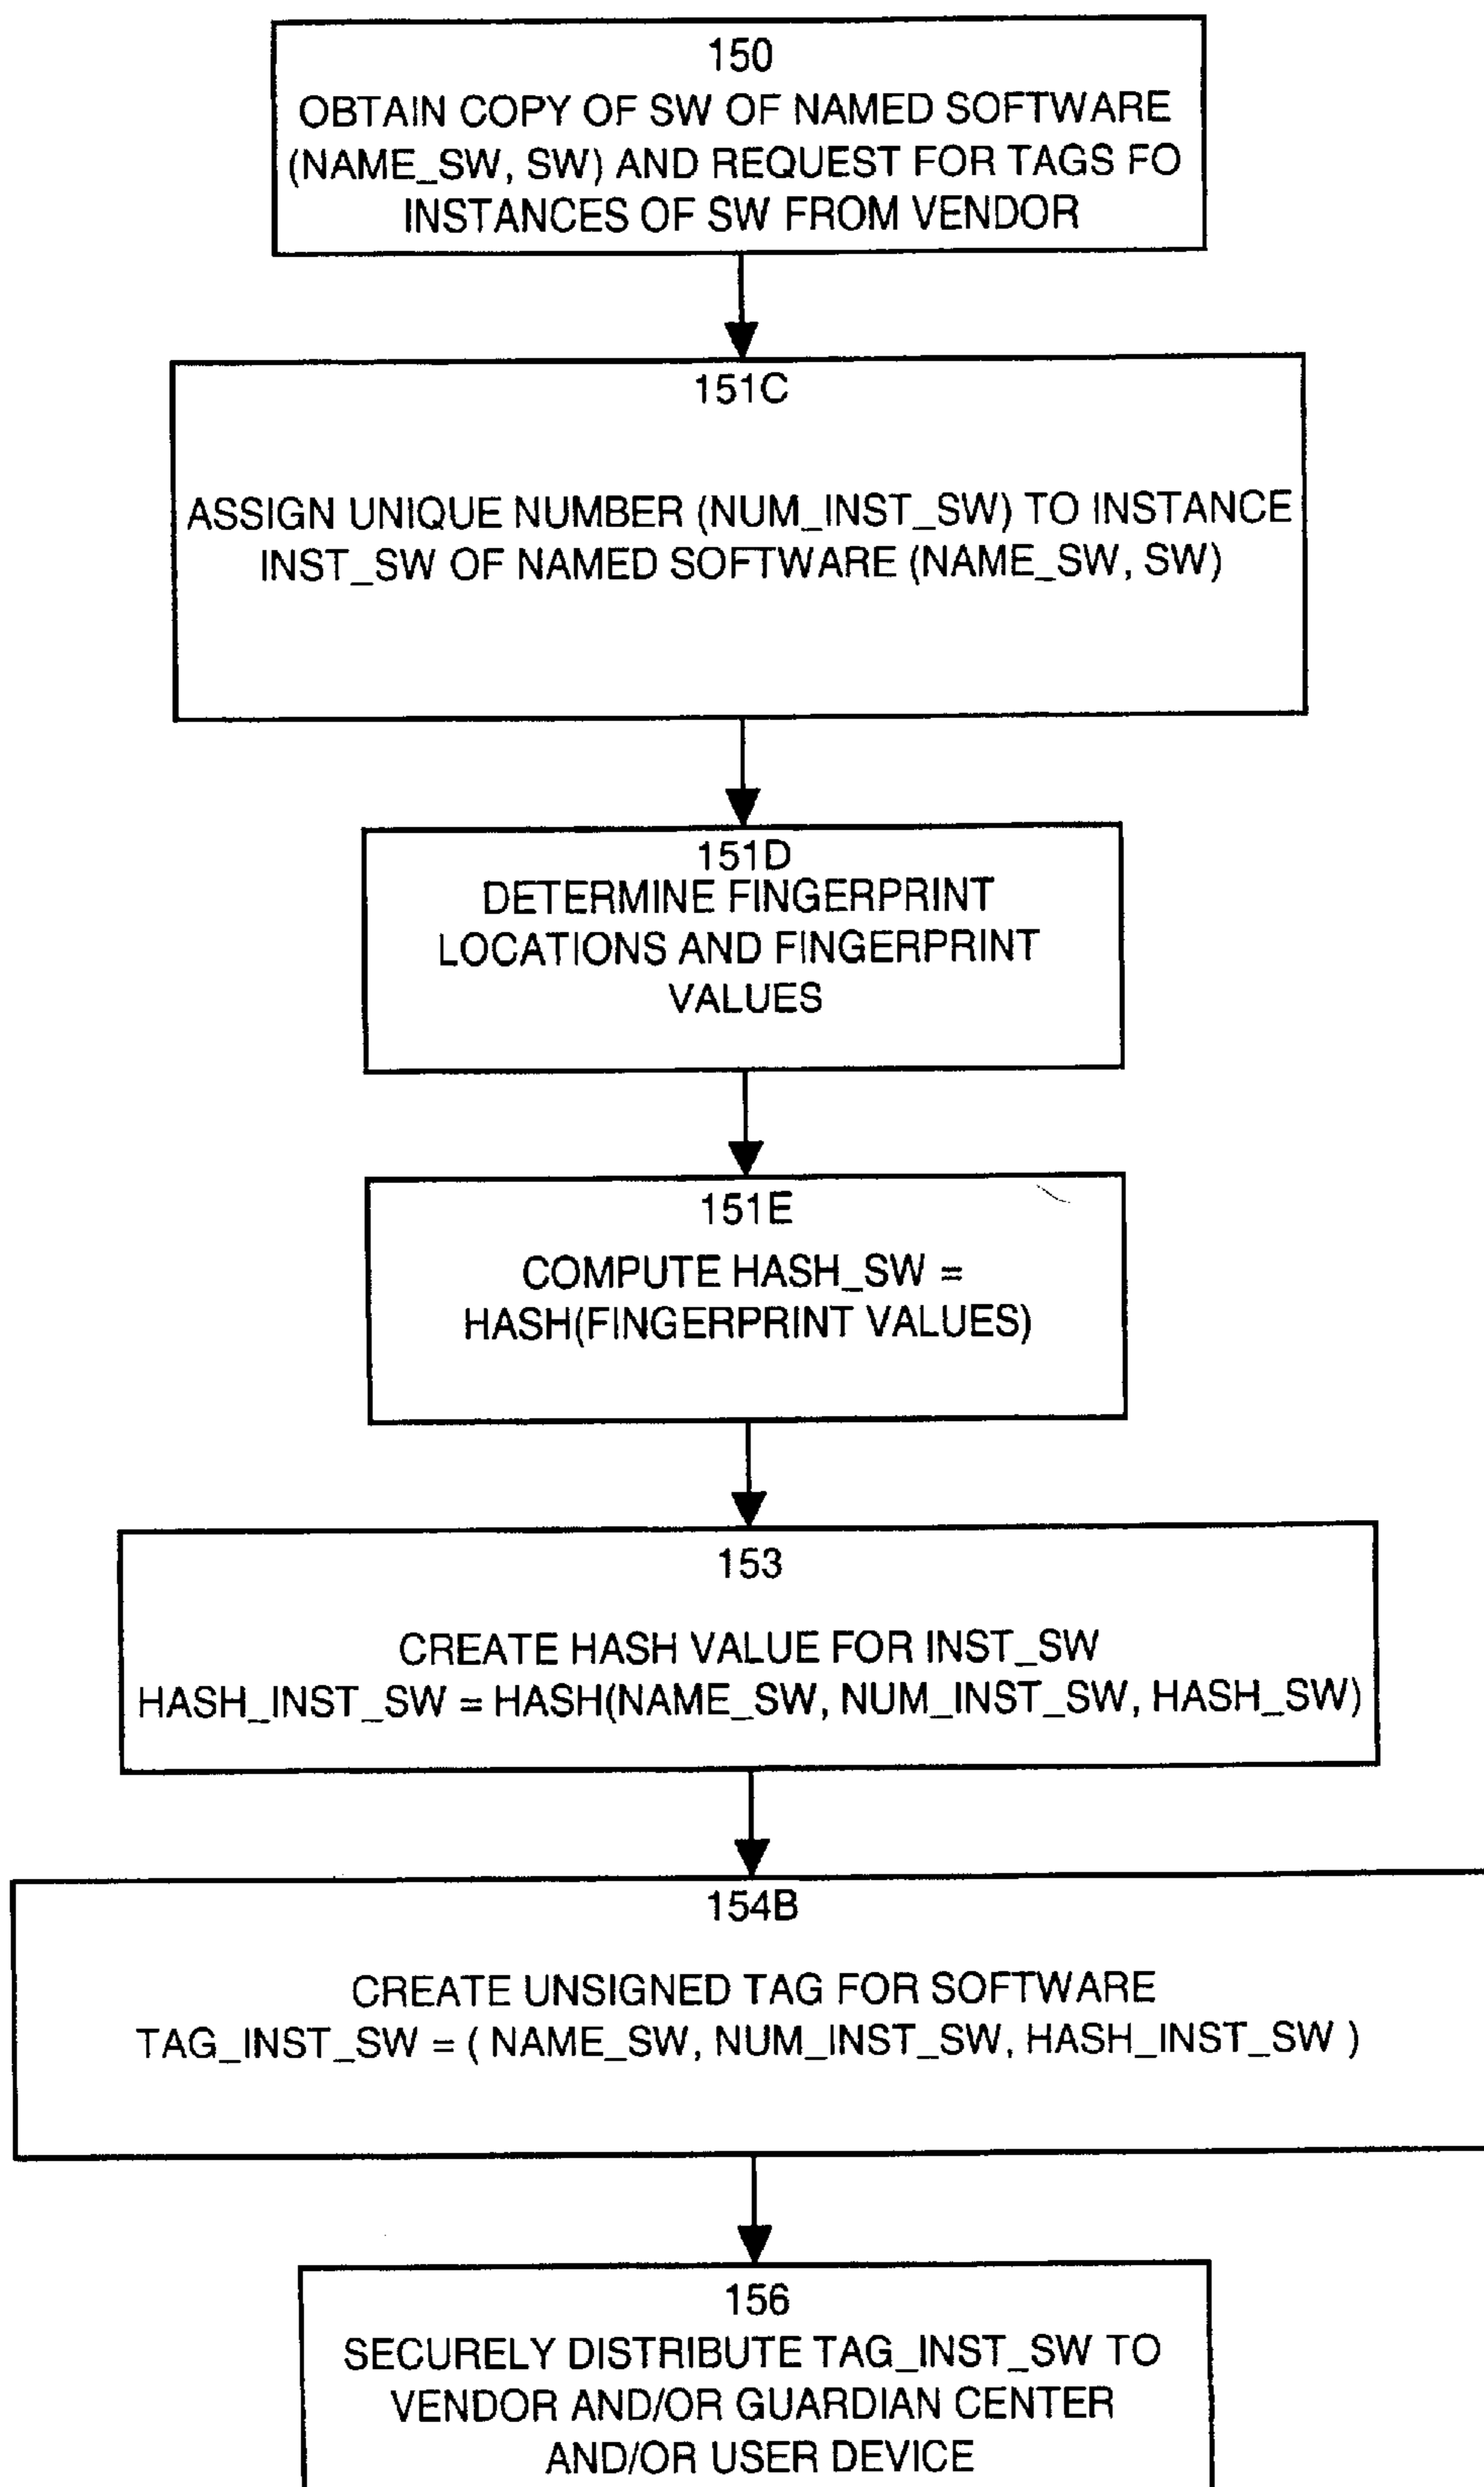 150
OBTAIN COPY OF SW OF NAMED SOFTWARE
(NAME_SW, SW) AND REQUEST FOR TAGS FO
INSTANCES OF SW FROM VENDOR
151C
ASSIGN UNIQUE NUMBER (NUM_INST_SW) TO INSTANCE
INST_SW OF NAMED SOFTWARE (NAME_SW, SW)
151D
DETERMINE FINGERPRINT
LOCATIONS AND FINGERPRINT
VALUES
151E
COMPUTE HASH_SW =
HASH(FINGERPRINT VALUES)
153
CREATE HASH VALUE FOR INST_SW
HASH_INST_SW = HASH(NAME_SW, NUM_INST_SW, HASH_SW)
154B
CREATE UNSIGNED TAG FOR SOFTWARE
TAG_INST_SW = ( NAME_SW, NUM_INST_SW, HASH_INST_SW )
156
SECURELY DISTRIBUTE TAG_INST_SW TO
VENDOR AND/OR GUARDIAN CENTER
AND/OR USER DEVICE